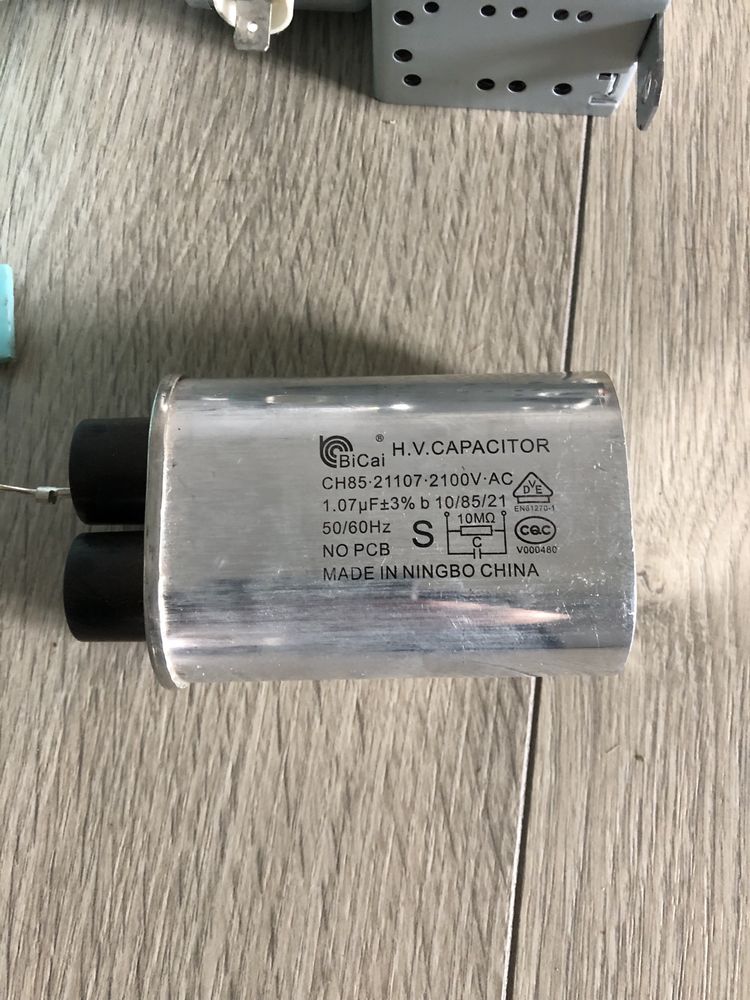 BiCai ® H.V.CAPACITOR
CH85·21107·2100V·AC
1.07μF±3% b 10/85/21
50/60Hz
NO PCB
S
10MΩ
C
DVE
EN61270-1
CQC
V000480
MADE IN NINGBO CHINA